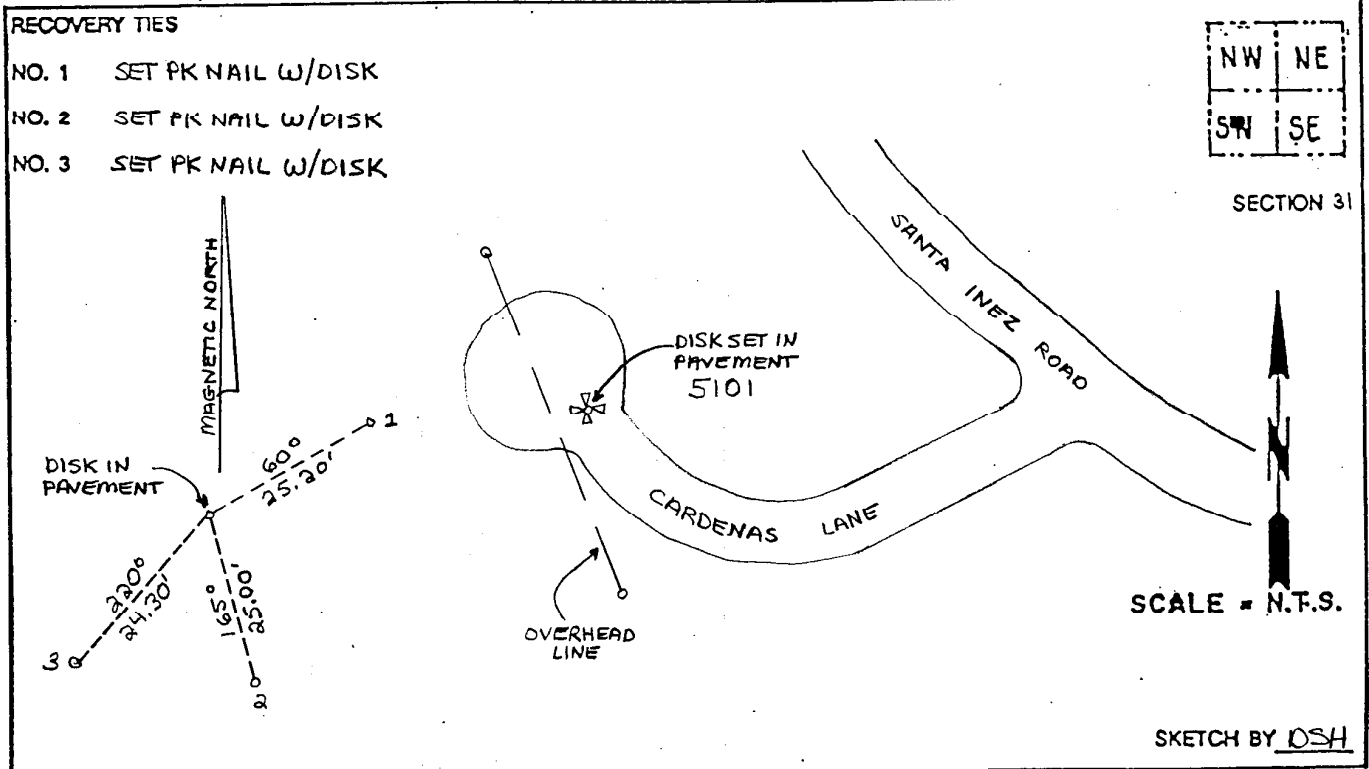 RECOVERY TIES
NO. 1 SET PK NAIL W/DISK
NO. 2 SET PK NAIL W/DISK
NO. 3 SET PK NAIL W/DISK
NW NE
SW SE
SECTION 31
MAGNETIC NORTH
DISK IN
PAVEMENT
60°
25.20'
1
220°
24.30'
3
165°
25.00'
2
SANTA INEZ ROAD
DISK SET IN
PAVEMENT
5101
CARDENAS LANE
OVERHEAD
LINE
N
SCALE = N.T.S.
SKETCH BY DSH